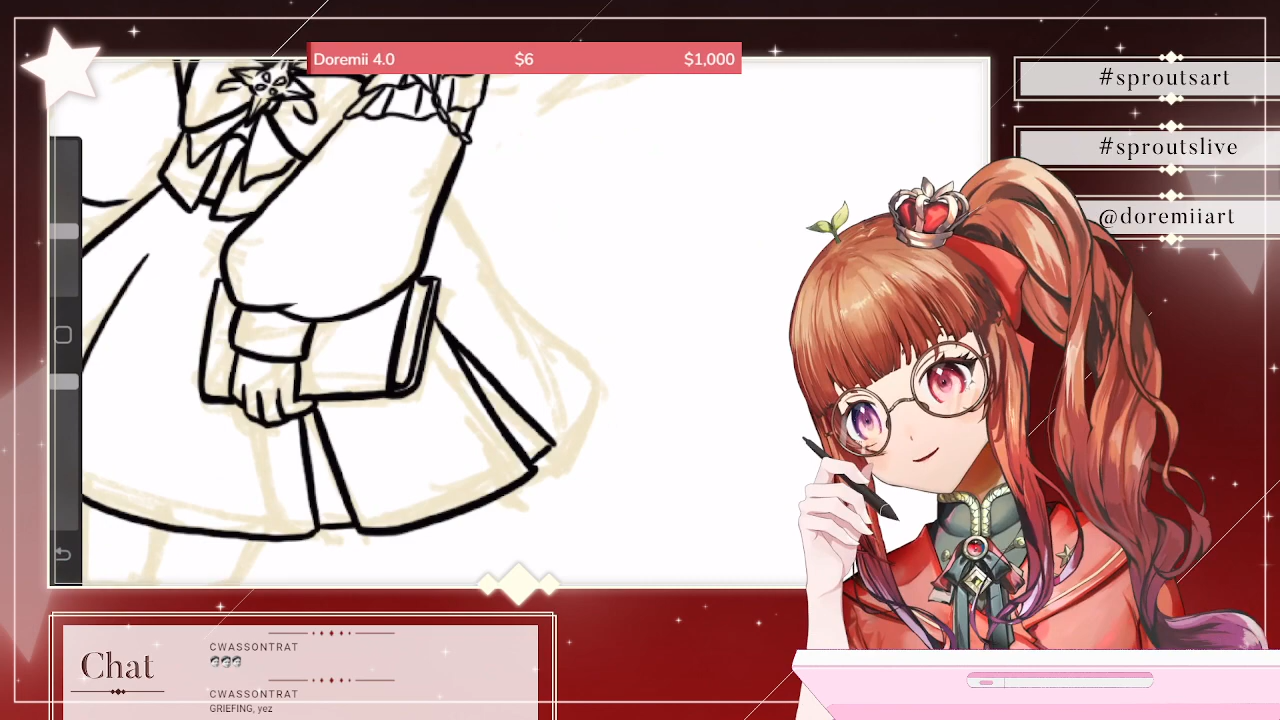 Doremii 4.0 $6 $1,000
#sproutsart
#sproutslive
@doremiiart
Chat
CWASSONTRAT
CWASSONTRAT
GRIEFING, yez